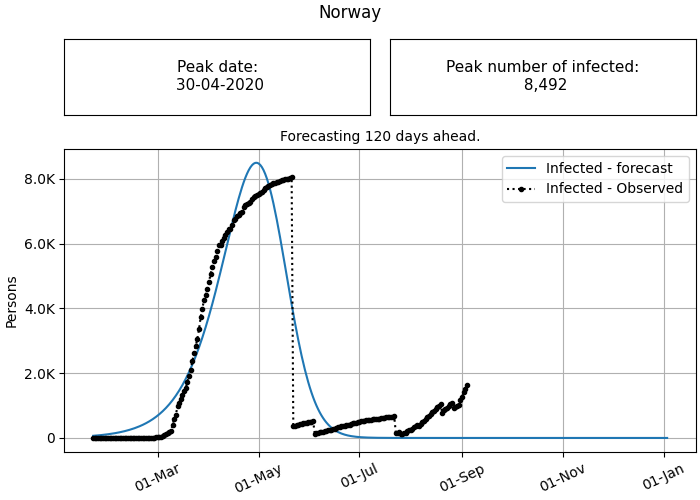 Norway
Peak date:
30-04-2020
Peak number of infected:
8,492
Forecasting 120 days ahead.
Infected - forecast
Infected - Observed
8.0K
6.0K
4.0K
2.0K
0
Persons
01-Mar
01-May
01-Jul
01-Sep
01-Nov
01-Jan